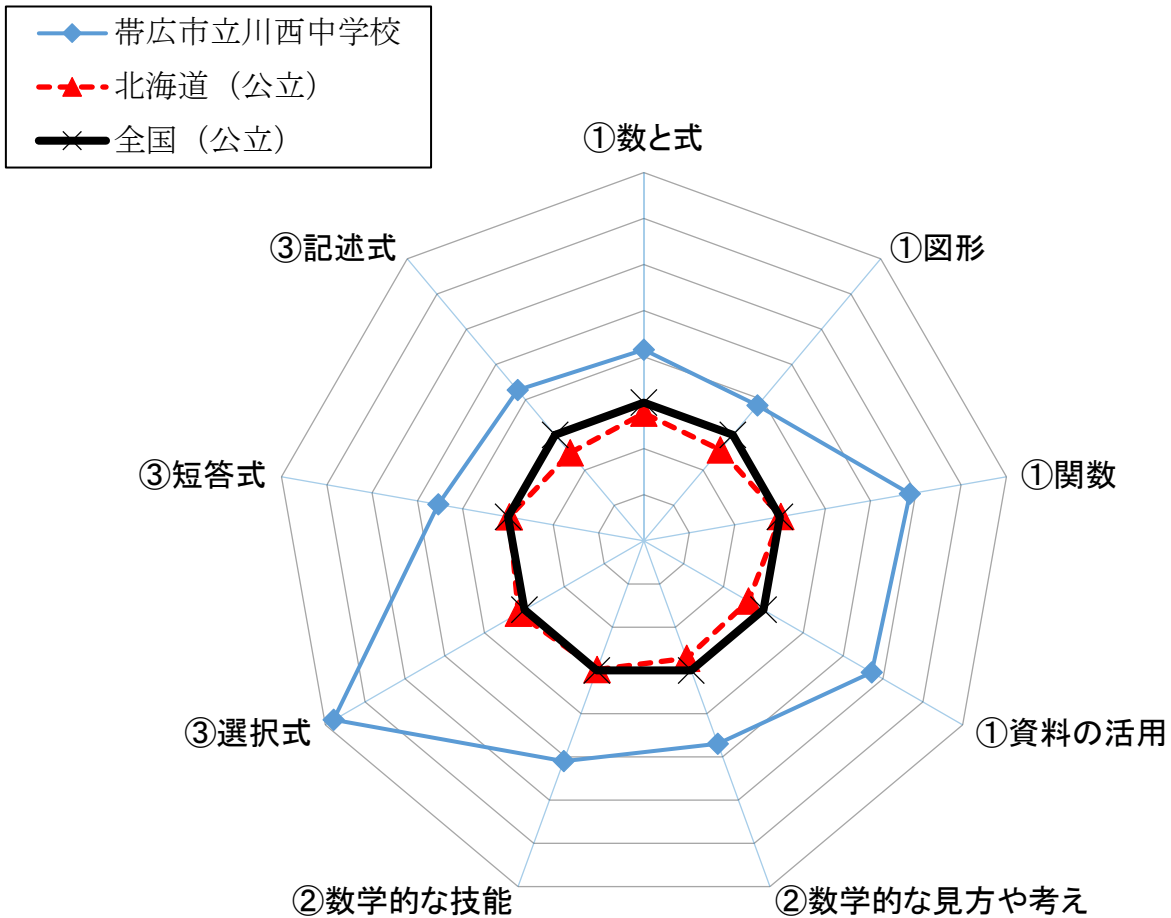 帯広市立川西中学校
北海道（公立）
全国（公立）
①数と式
①図形
①関数
①資料の活用
②数学的な見方や考え
②数学的な技能
③選択式
③短答式
③記述式